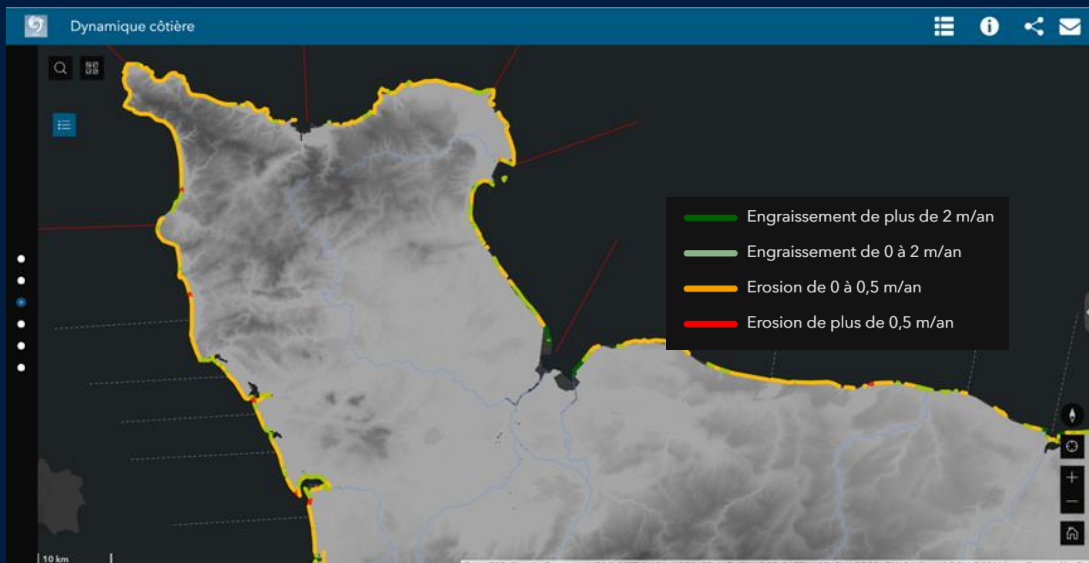 Dynamique côtière
Engraissement de plus de 2 m/an
Engraissement de 0 à 2 m/an
Erosion de 0 à 0,5 m/an
Erosion de plus de 0,5 m/an
10 km